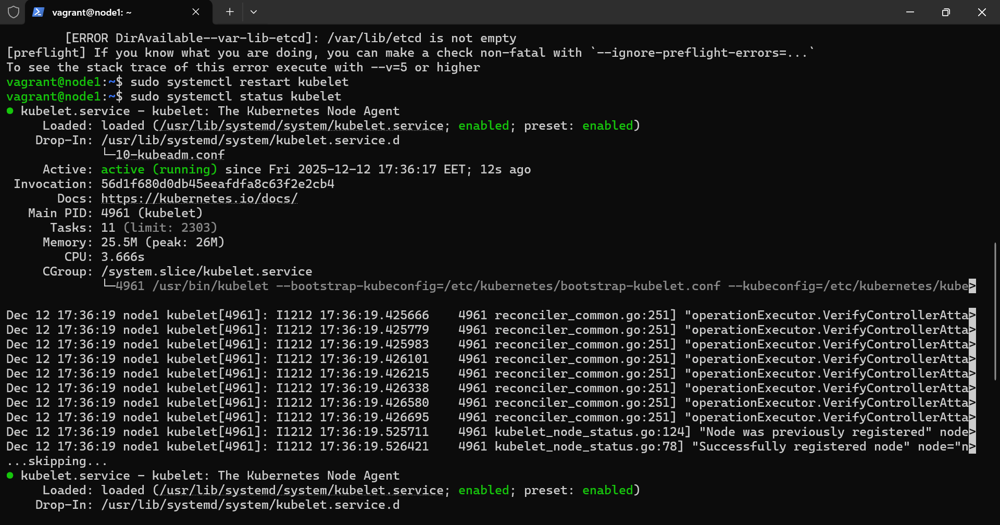 vagrant@node1: ~
[ERROR DirAvailable--var-lib-etcd]: /var/lib/etcd is not empty
[preflight] If you know what you are doing, you can make a check non-fatal with `--ignore-preflight-errors=...`
To see the stack trace of this error execute with --v=5 or higher
vagrant@node1:~$ sudo systemctl restart kubelet
vagrant@node1:~$ sudo systemctl status kubelet
● kubelet.service - kubelet: The Kubernetes Node Agent
Loaded: loaded (/usr/lib/systemd/system/kubelet.service; enabled; preset: enabled)
Drop-In: /usr/lib/systemd/system/kubelet.service.d
└─10-kubeadm.conf
Active: active (running) since Fri 2025-12-12 17:36:17 EET; 12s ago
Invocation: 56d1f680d0db45eeafdfa8c63f2e2cb4
Docs: https://kubernetes.io/docs/
Main PID: 4961 (kubelet)
Tasks: 11 (limit: 2303)
Memory: 25.5M (peak: 26M)
CPU: 3.666s
CGroup: /system.slice/kubelet.service
└─4961 /usr/bin/kubelet --bootstrap-kubeconfig=/etc/kubernetes/bootstrap-kubelet.conf --kubeconfig=/etc/kubernetes/kube>
Dec 12 17:36:19 node1 kubelet[4961]: I1212 17:36:19.425666    4961 reconciler_common.go:251] "operationExecutor.VerifyControllerAtta>
Dec 12 17:36:19 node1 kubelet[4961]: I1212 17:36:19.425779    4961 reconciler_common.go:251] "operationExecutor.VerifyControllerAtta>
Dec 12 17:36:19 node1 kubelet[4961]: I1212 17:36:19.425983    4961 reconciler_common.go:251] "operationExecutor.VerifyControllerAtta>
Dec 12 17:36:19 node1 kubelet[4961]: I1212 17:36:19.426101    4961 reconciler_common.go:251] "operationExecutor.VerifyControllerAtta>
Dec 12 17:36:19 node1 kubelet[4961]: I1212 17:36:19.426215    4961 reconciler_common.go:251] "operationExecutor.VerifyControllerAtta>
Dec 12 17:36:19 node1 kubelet[4961]: I1212 17:36:19.426338    4961 reconciler_common.go:251] "operationExecutor.VerifyControllerAtta>
Dec 12 17:36:19 node1 kubelet[4961]: I1212 17:36:19.426580    4961 reconciler_common.go:251] "operationExecutor.VerifyControllerAtta>
Dec 12 17:36:19 node1 kubelet[4961]: I1212 17:36:19.426695    4961 reconciler_common.go:251] "operationExecutor.VerifyControllerAtta>
Dec 12 17:36:19 node1 kubelet[4961]: I1212 17:36:19.525711    4961 kubelet_node_status.go:124] "Node was previously registered" node>
Dec 12 17:36:19 node1 kubelet[4961]: I1212 17:36:19.526421    4961 kubelet_node_status.go:78] "Successfully registered node" node="n>
...skipping...
● kubelet.service - kubelet: The Kubernetes Node Agent
Loaded: loaded (/usr/lib/systemd/system/kubelet.service; enabled; preset: enabled)
Drop-In: /usr/lib/systemd/system/kubelet.service.d